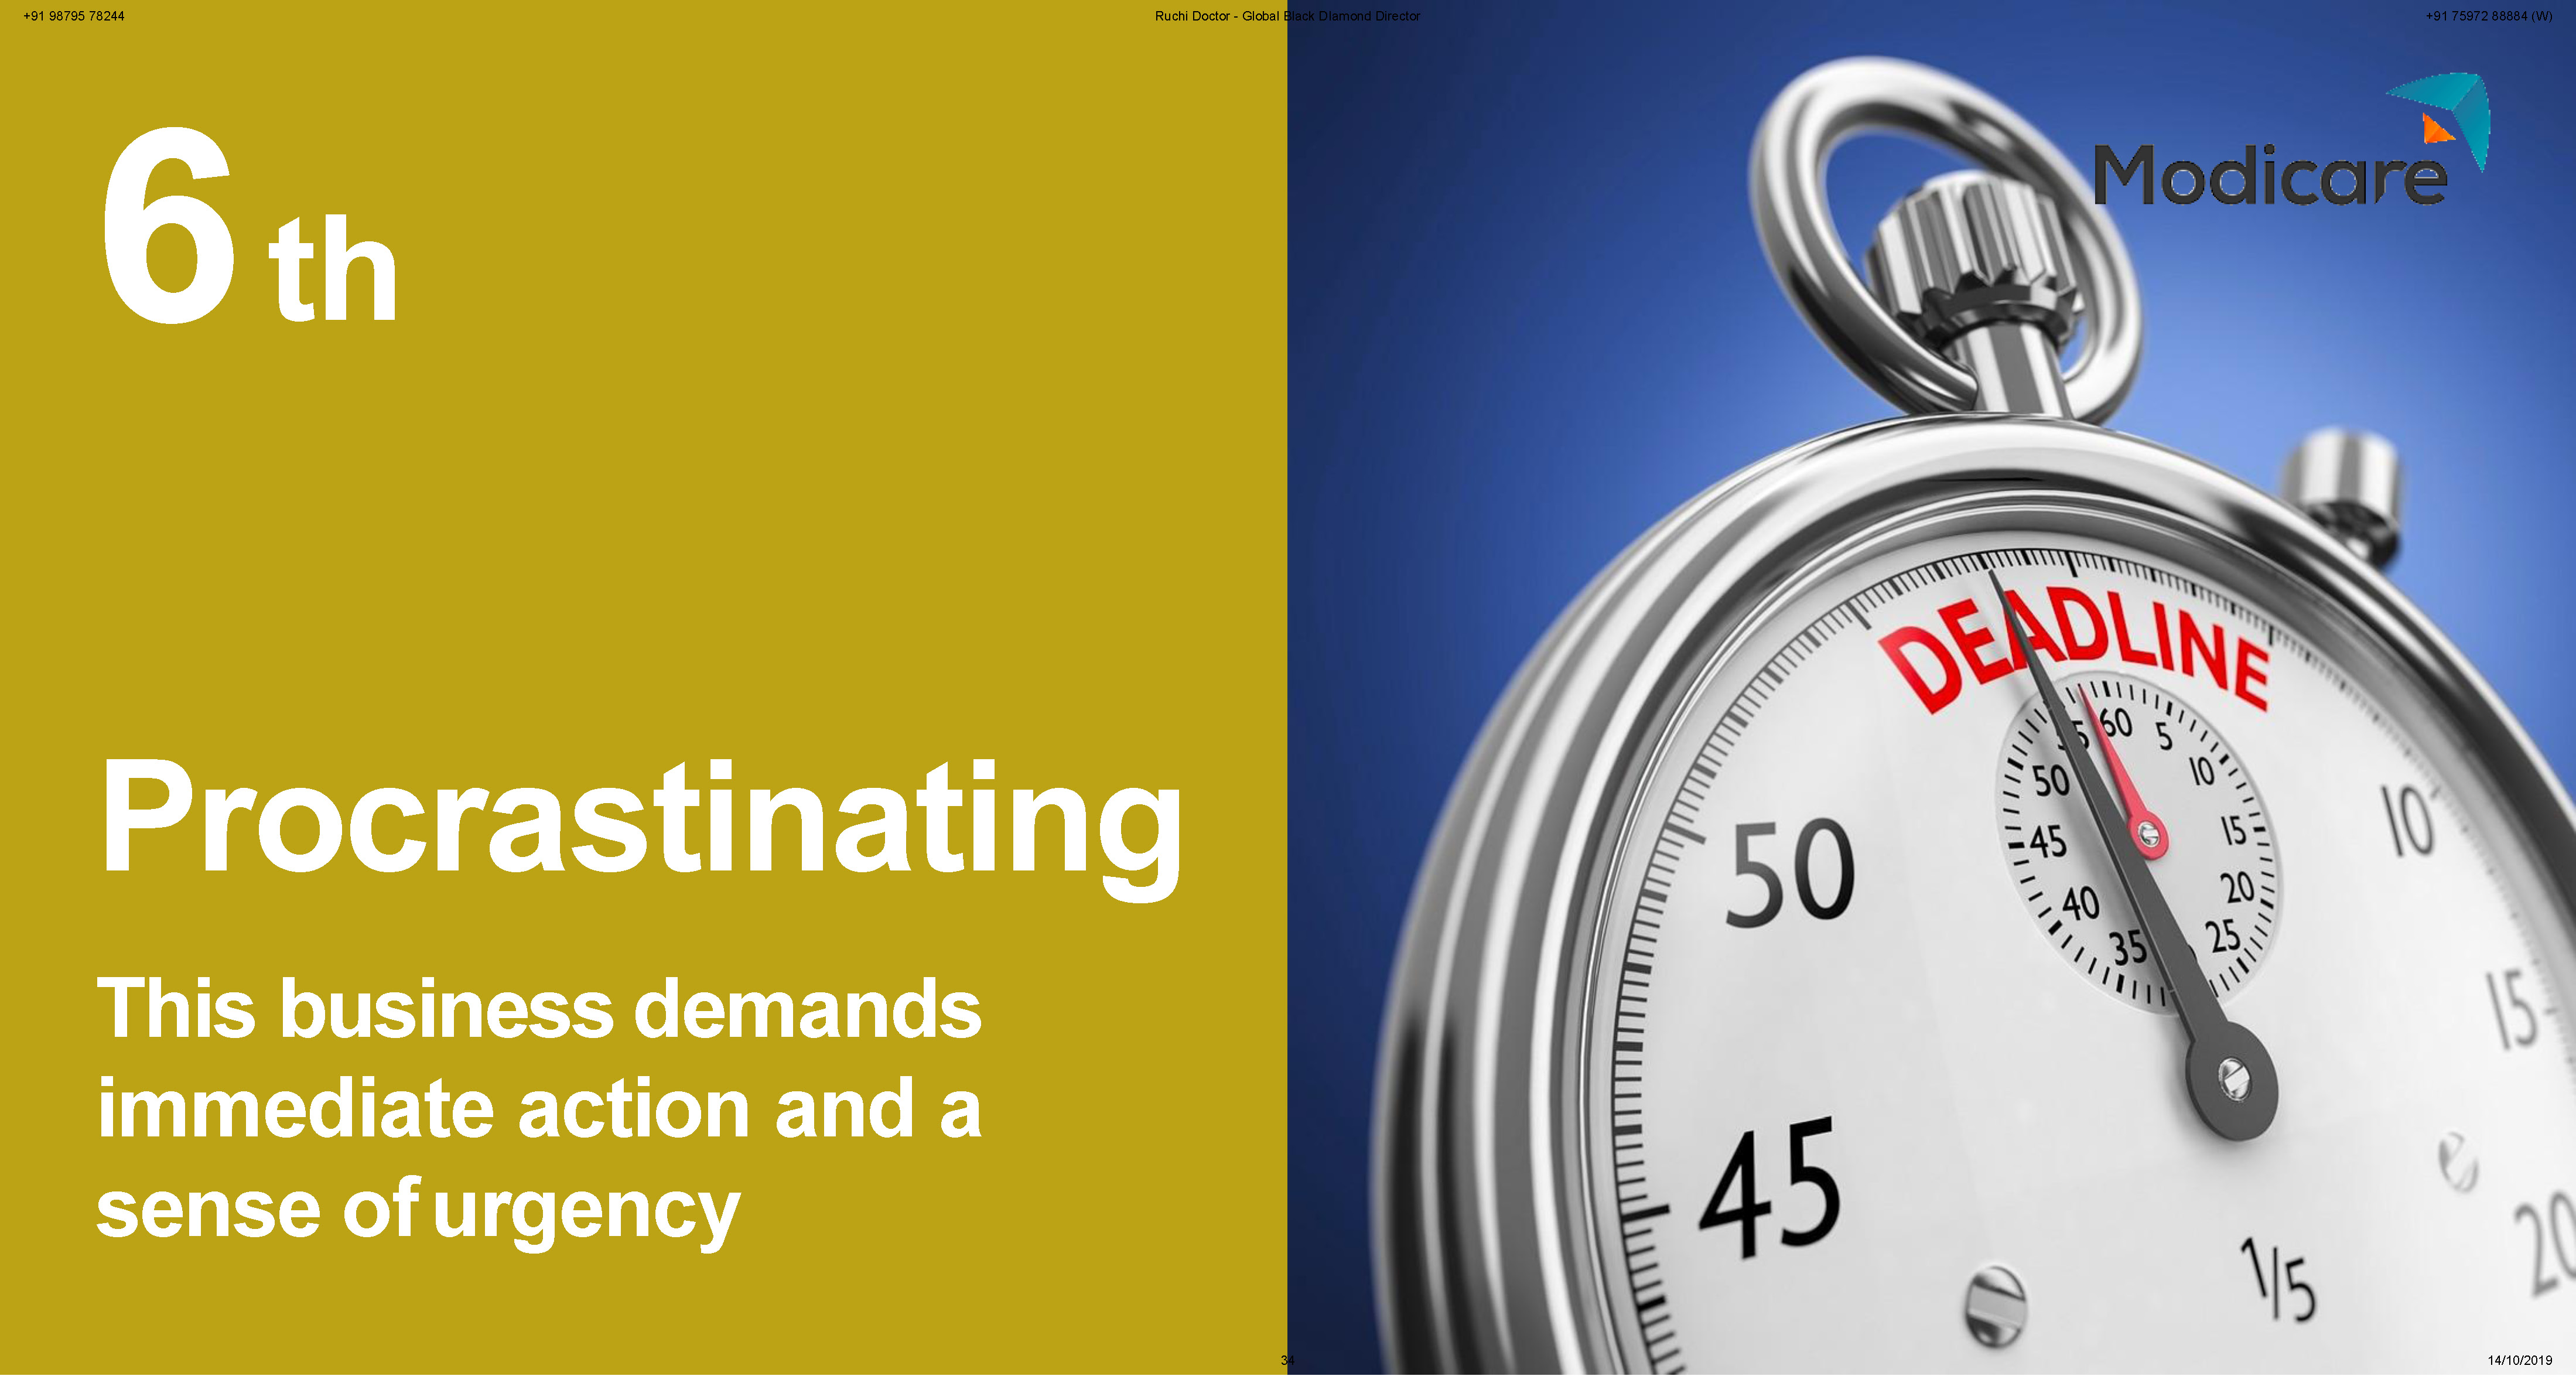 +91 98795 78244
Ruchi Doctor - Global Black DIamond Director
+91 75972 88884 (W)
6 th
Modicare
Procrastinating
This business demands
immediate action and a
sense of urgency
DEADLINE
60
5
10
15
20
25
35
40
45
50
10
15
20
45
50
1/5
34
14/10/2019